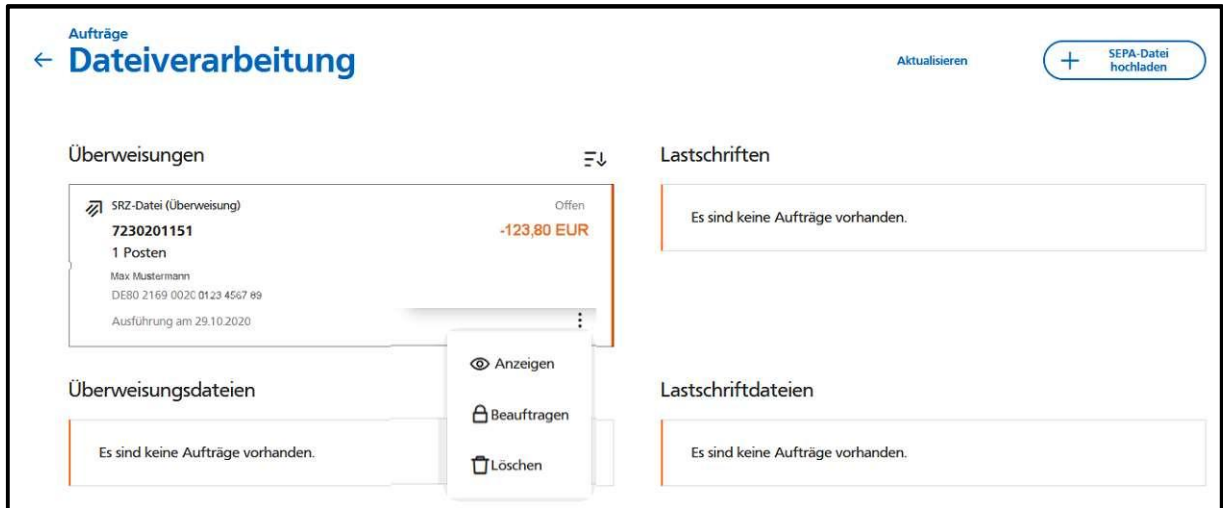 Aufträge
← Dateiverarbeitung
Aktualisieren
+ SEPA-Datei
hochladen
Überweisungen
Lastschriften
SRZ-Datei (Überweisung)
Offen
7230201151
-123,80 EUR
1 Posten
Max Mustermann
DE80 2169 0020 0123 4567 89
Ausführung am 29.10.2020
Es sind keine Aufträge vorhanden.
Anzeigen
Beauftragen
Löschen
Überweisungsdateien
Es sind keine Aufträge vorhanden.
Lastschriftdateien
Es sind keine Aufträge vorhanden.